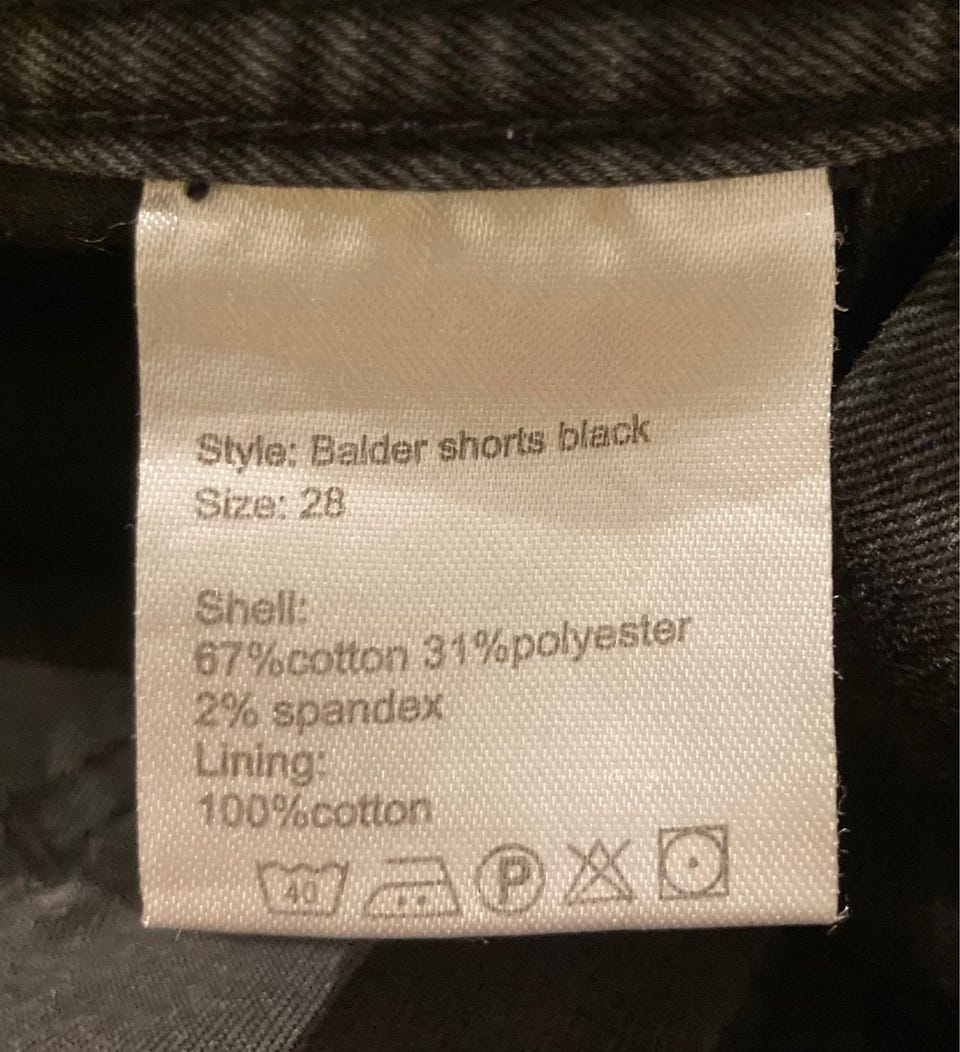 Style: Balder shorts black
Size: 28
Shell:
67%cotton 31%polyester
2% spandex
Lining:
100%cotton
40 P